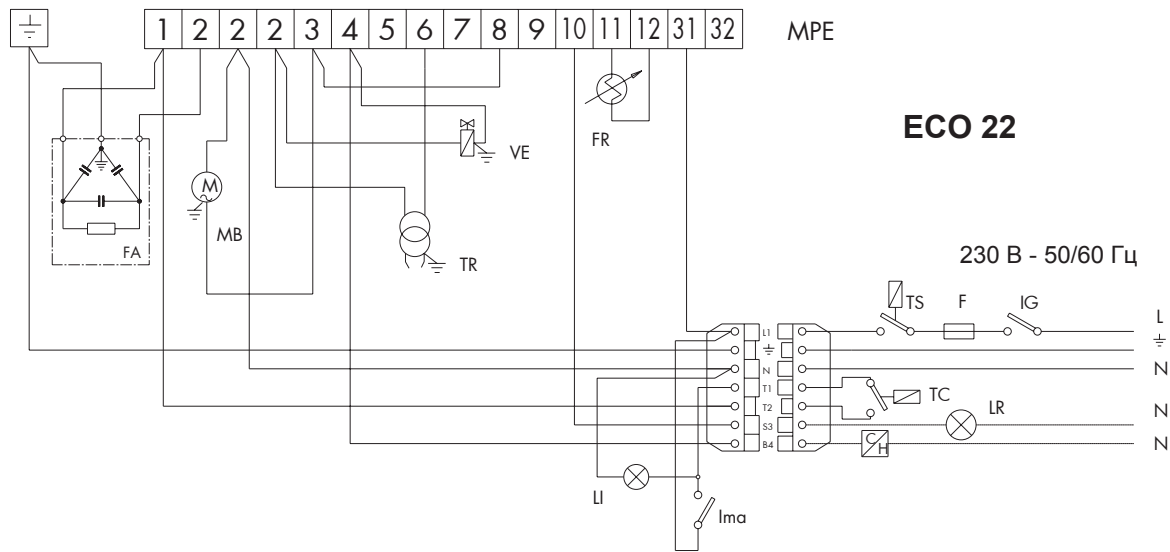 1 2 2 2 3 4 5 6 7 8 9 10 11 12 31 32 MPE
ECO 22
FR
VE
M
MB
FA
TR
230 В - 50/60 Гц
TS F IG
L
L1
N N
T1
TC
T2
LR
S3 N
B4 C/H N
LI
Ima